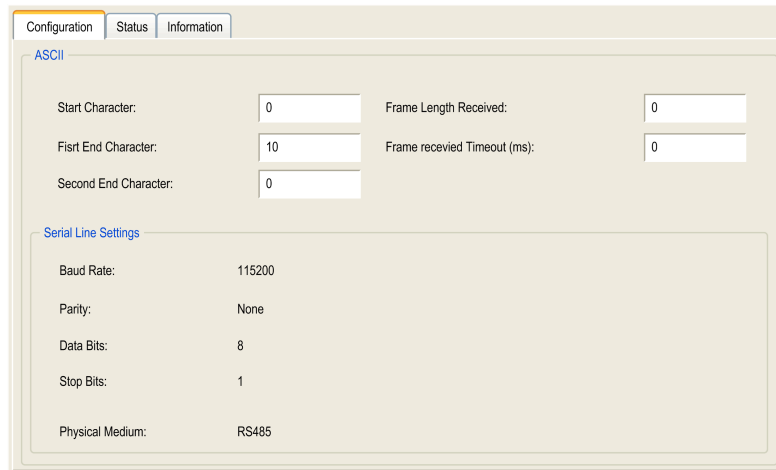 Configuration Status Information
ASCII
Start Character: 0 Frame Length Received: 0
Fisrt End Character: 10 Frame recevied Timeout (ms): 0
Second End Character: 0
Serial Line Settings
Baud Rate: 115200
Parity: None
Data Bits: 8
Stop Bits: 1
Physical Medium: RS485